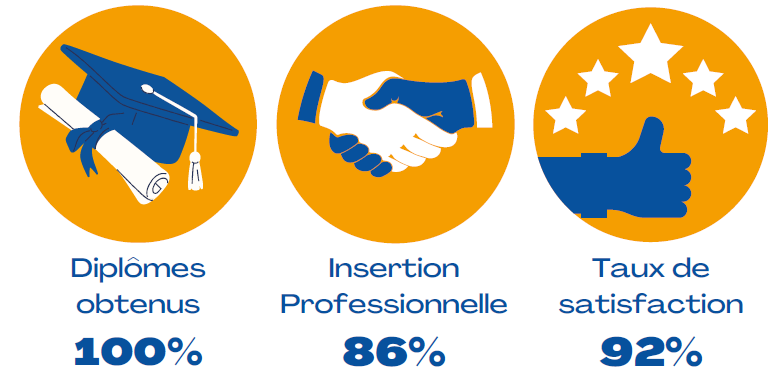 Diplômes
obtenus
100%
Insertion
Professionnelle
86%
Taux de
satisfaction
92%